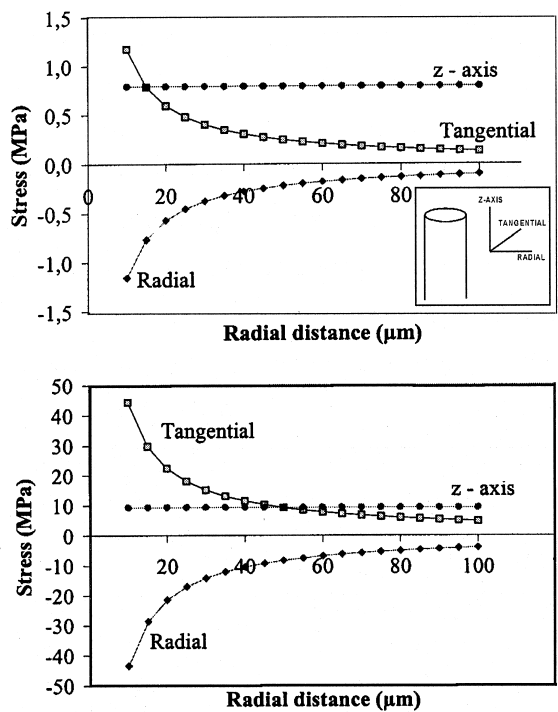 1,5
1,0
0,5
0,0
-0,5
-1,0
-1,5
Stress (MPa)
z - axis
Tangential
Radial
0 20 40 60 80
Z-AXIS
TANGENTIAL
RADIAL
Radial distance (µm)
50
40
30
20
10
0
-10
-20
-30
-40
-50
Stress (MPa)
Tangential
z - axis
Radial
20 40 60 80 100
Radial distance (µm)